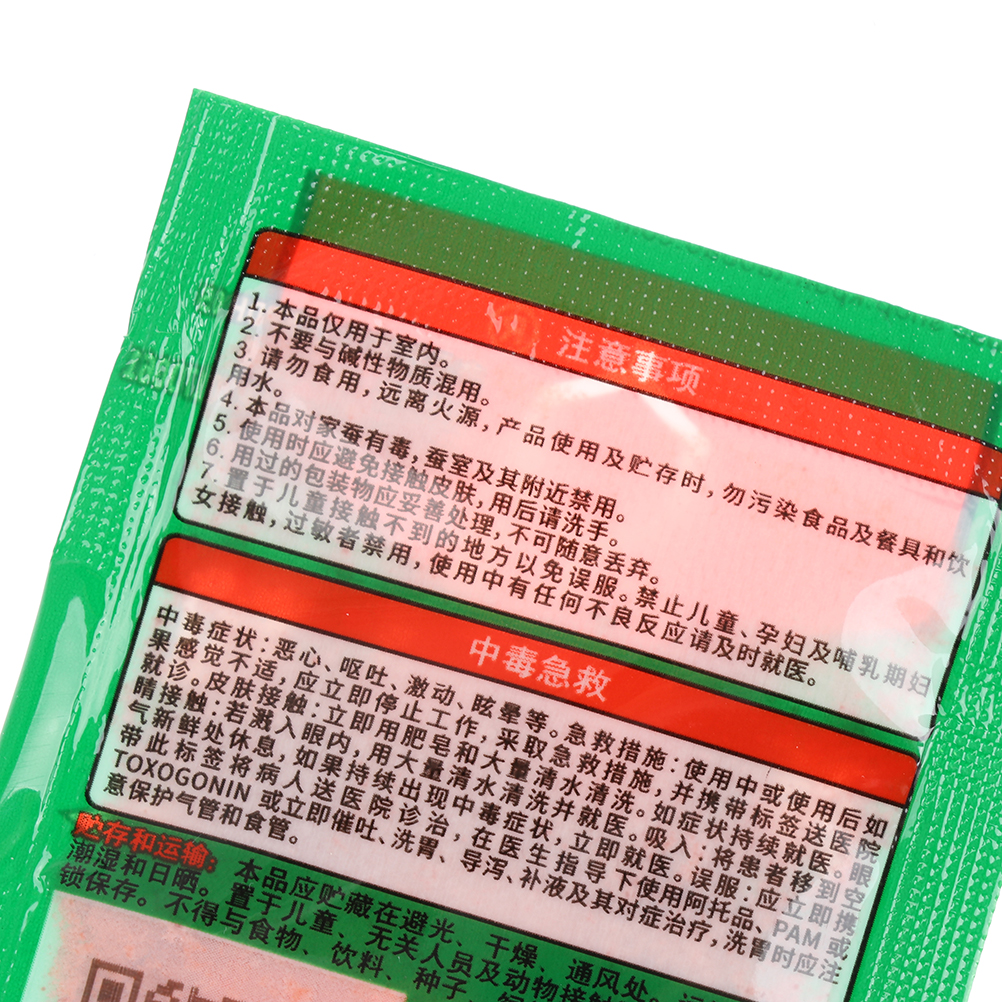 注意事项
1. 本品仅用于室内。
2. 不要与碱性物质混用。
3. 请勿食用，远离火源，产品使用及贮存时，勿污染食品及餐具和饮
用水。
4. 本品对家蚕有毒，蚕室及其附近禁用。
5. 使用时应避免接触皮肤，用后请洗手。
6. 用过的包装物应妥善处理，不可随意丢弃。
7. 置于儿童接触不到的地方以免误服。禁止儿童、孕妇及哺乳期妇
女接触，过敏者禁用，使用中有任何不良反应请及时就医。
中毒急救
中毒症状：恶心、呕吐、激动、眩晕等。急救措施：使用中或使用后如
果感觉不适应立即停止工作，采取急救措施，并携带标签送医院
就诊。皮肤接触：立即用肥皂和大量清水清洗。如症状持续就医。眼
睛接触：若溅入眼内，用大量清水清洗并就医。吸入：将患者移到空
气新鲜处休息，如果持续出现中毒症状，立即就医。误服：应立即携
带此标签将病人送医院诊治，在医生指导下使用阿托品、PAM或
TOXOGONIN 或立即催吐、洗胃、导泻、补液及其对症治疗，洗胃时应注
意保护气管和食管。
贮存和运输：本品应贮藏在避光、干燥、通风处。
潮湿和日晒。置于儿童、无关人员及动物接触
锁保存。不得与食物、饮料、种子、